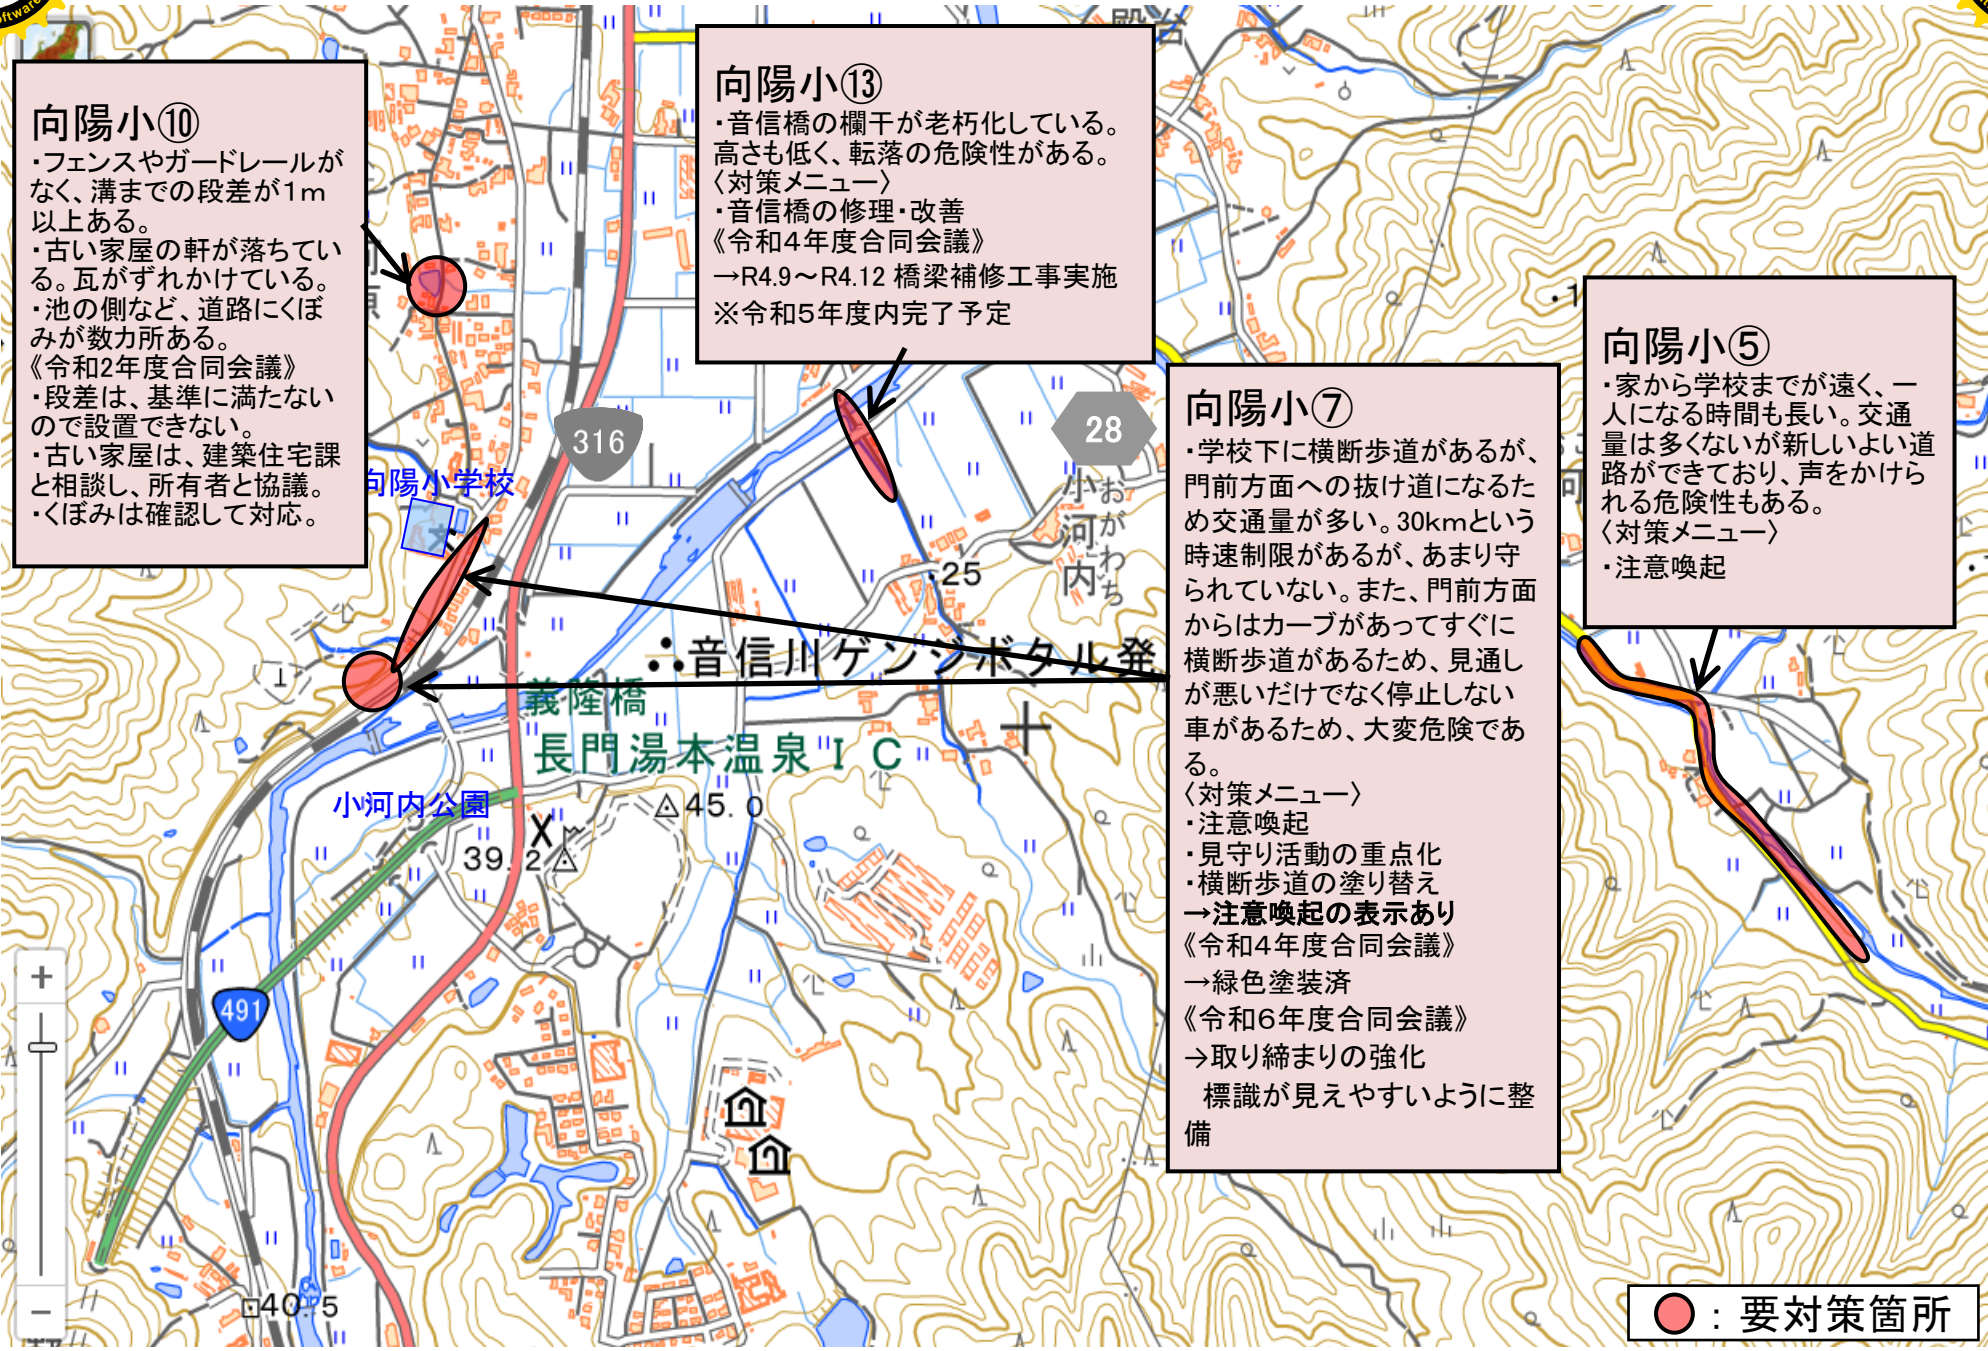 向陽小⑩
・フェンスやガードレールが
なく、溝までの段差が1m
以上ある。
・古い家屋の軒が落ちてい
る。瓦がずれかけている。
・池の側など、道路にくぼ
みが数カ所ある。
《令和2年度合同会議》
・段差は、基準に満たない
ので設置できない。
・古い家屋は、建築住宅課
と相談し、所有者と協議。
・くぼみは確認して対応。
向陽小⑬
・音信橋の欄干が老朽化している。
高さも低く、転落の危険性がある。
〈対策メニュー〉
・音信橋の修理・改善
《令和4年度合同会議》
→R4.9～R4.12 橋梁補修工事実施
※令和5年度内完了予定
向陽小⑦
・学校下に横断歩道があるが、
門前方面への抜け道になるた
め交通量が多い。30kmという
時速制限があるが、あまり守
られていない。また、門前方面
からはカーブがあってすぐに
横断歩道があるため、見通し
が悪いだけでなく停止しない
車があるため、大変危険であ
る。
〈対策メニュー〉
・注意喚起
・見守り活動の重点化
・横断歩道の塗り替え
→注意喚起の表示あり
《令和4年度合同会議》
→緑色塗装済
《令和6年度合同会議》
→取り締まりの強化
標識が見えやすいように整
備
向陽小⑤
・家から学校までが遠く、一
人になる時間も長い。交通
量は多くないが新しいよい道
路ができており、声をかけら
れる危険性もある。
〈対策メニュー〉
・注意喚起
316
28
向陽小学校
小河内
おがわち
25
∴音信川ゲンジボタル発
義隆橋
長門湯本温泉ＩＣ
小河内公園
45.0
39.2
491
40.5
+
−
：要対策箇所